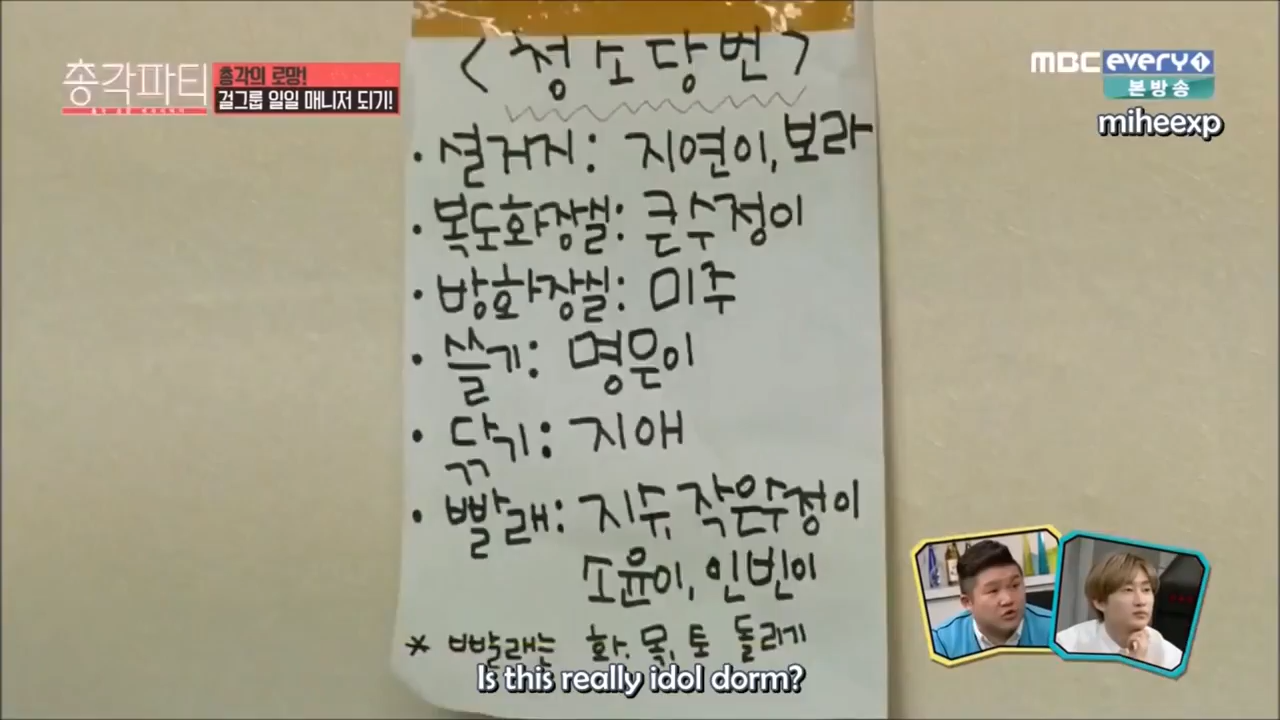 총각파티
총각의 로망!
걸그룹 일일 매니저 되기!
MBC every1
본방송
miheexp
<청소당번>
· 설거지: 지연이, 보라
· 복도화장실: 큰수정이
· 방화장실: 미주
· 쓸기: 명은이
· 닦기: 지애
· 빨래: 지수, 작은수정이
소윤이, 인빈이
* 빨래는 화, 목, 토 돌리기
Is this really idol dorm?